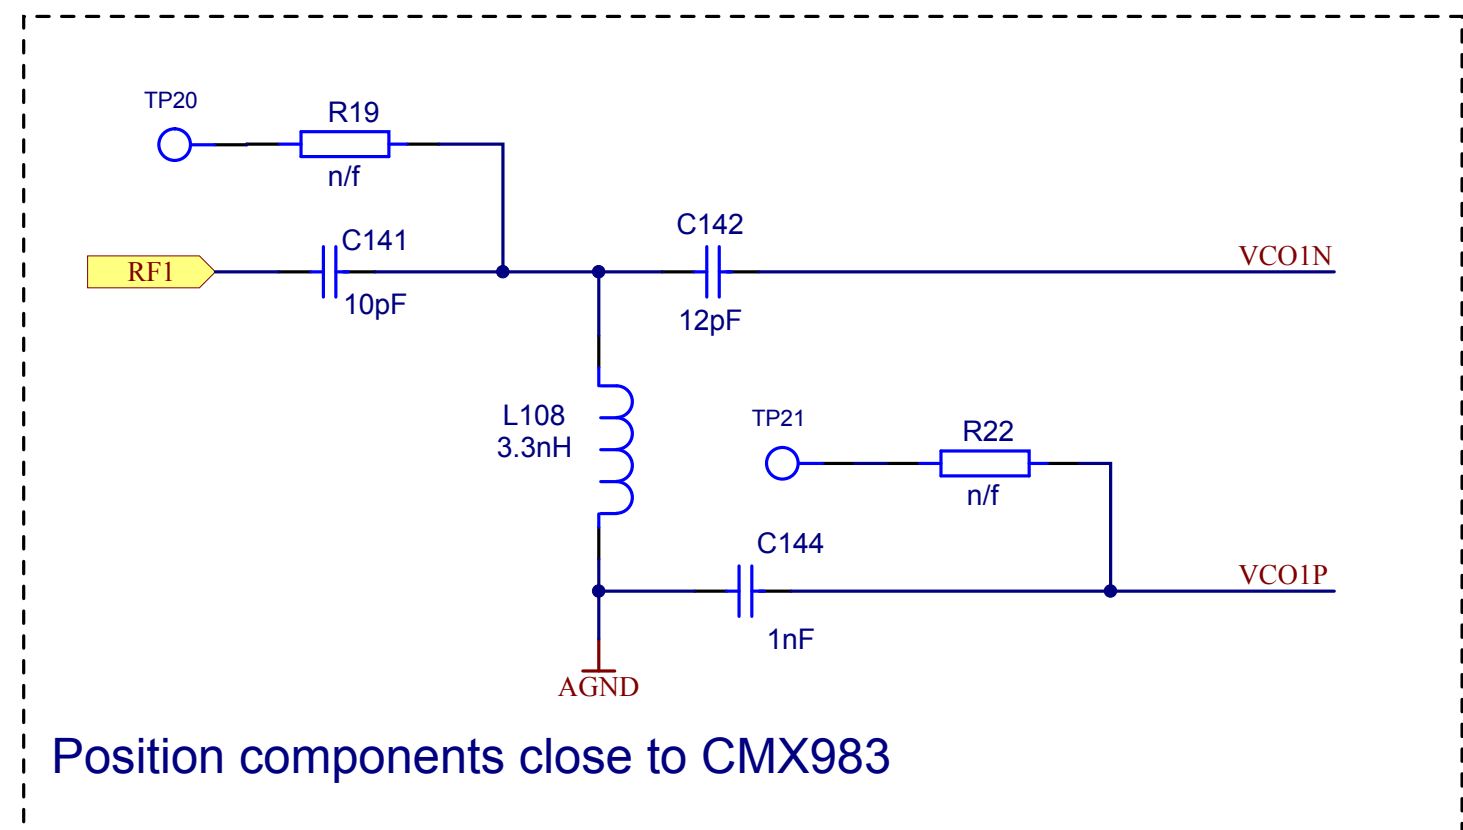 TP20
R19
n/f
C141
RF1
10pF
C142
12pF
VCO1N
L108
3.3nH
TP21
R22
n/f
C144
1nF
VCO1P
AGND
Position components close to CMX983